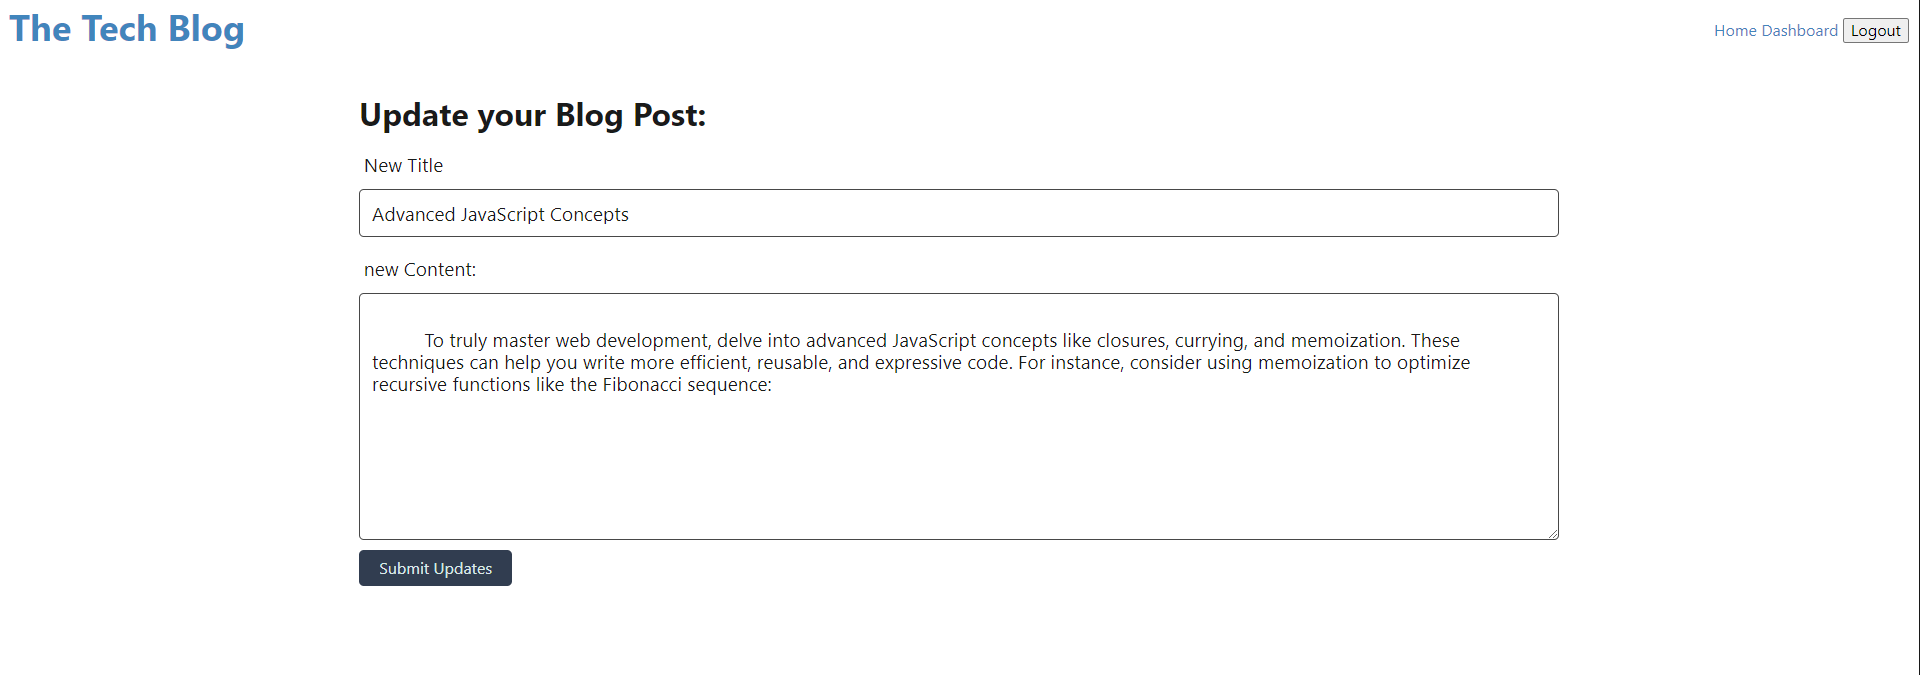 The Tech Blog
Home Dashboard Logout
Update your Blog Post:
New Title
Advanced JavaScript Concepts
new Content:
To truly master web development, delve into advanced JavaScript concepts like closures, currying, and memoization. These
techniques can help you write more efficient, reusable, and expressive code. For instance, consider using memoization to optimize
recursive functions like the Fibonacci sequence:
Submit Updates